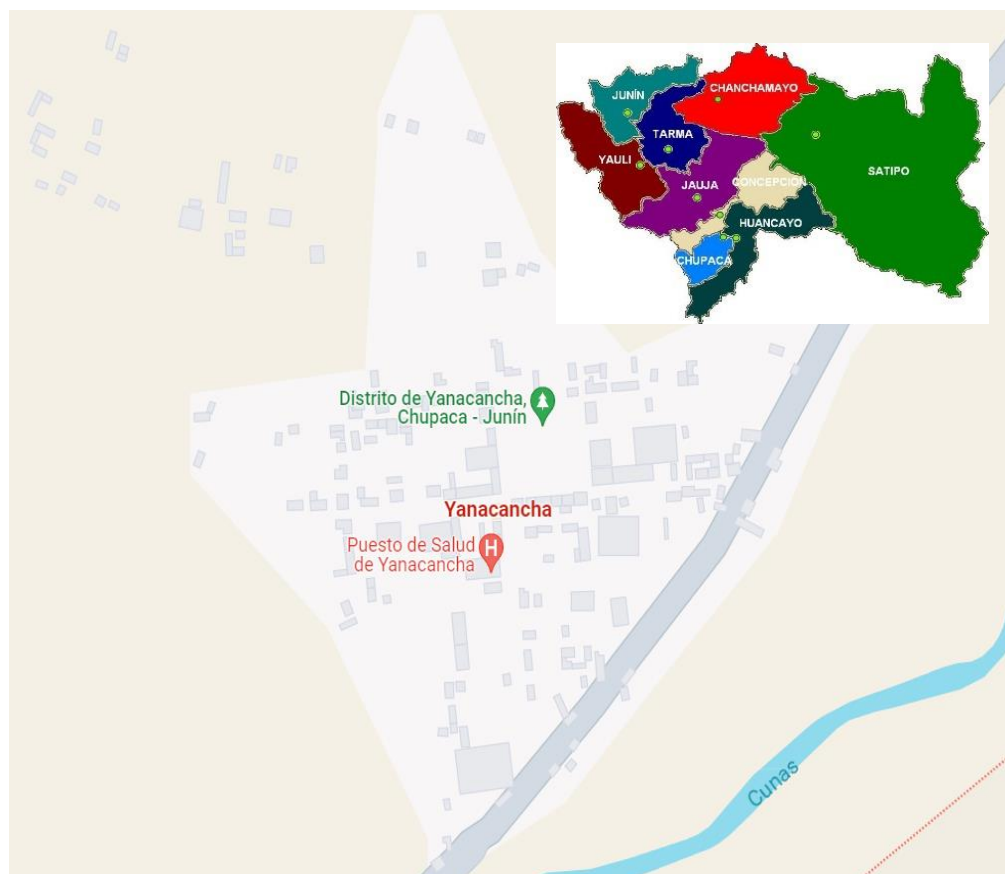 JUNÍN
CHANCHAMAYO
TARMA
YAULI
SATIPO
JAUJA
CONCEPCIÓN
HUANCAYO
CHUPACA
Distrito de Yanacancha,
Chupaca - Junín
Yanacancha
Puesto de Salud
de Yanacancha
H
Cunas